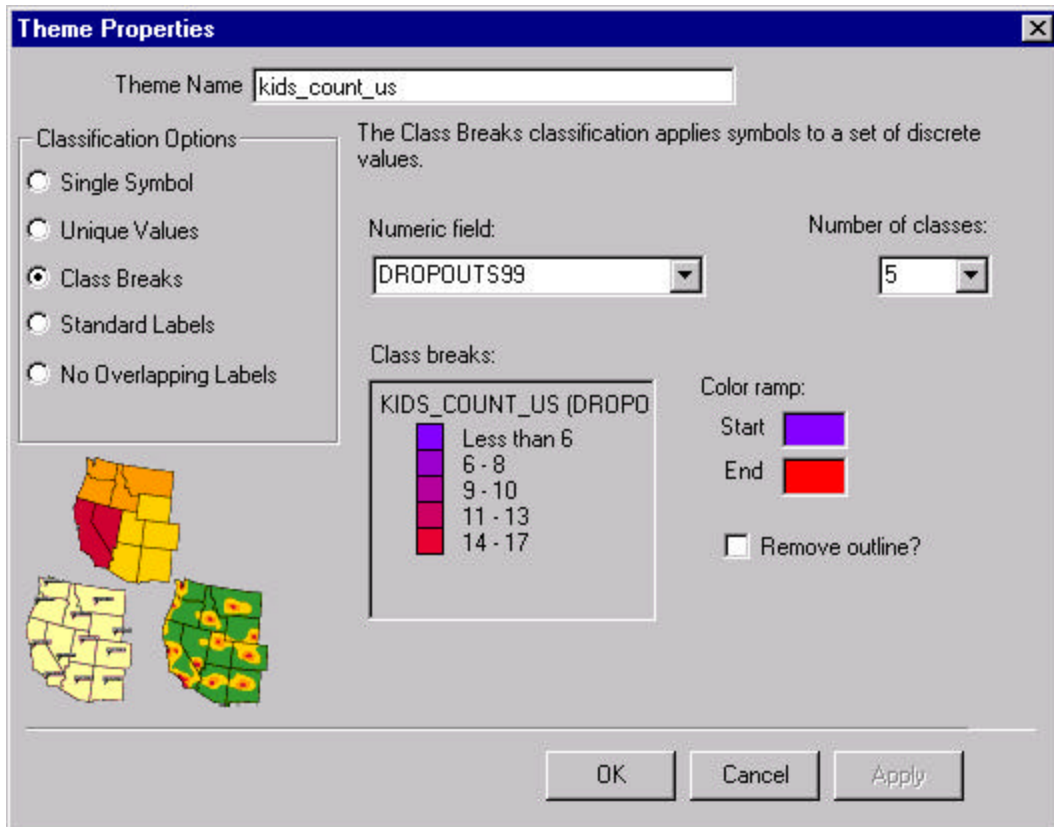 Theme Properties
Theme Name kids_count_us
Classification Options
Single Symbol
Unique Values
Class Breaks
Standard Labels
No Overlapping Labels
The Class Breaks classification applies symbols to a set of discrete
values.
Numeric field:
DROPOUTS99
Number of classes:
5
Class breaks:
KIDS_COUNT_US (DROPO
Less than 6
6 - 8
9 - 10
11 - 13
14 - 17
Color ramp:
Start
End
Remove outline?
OK
Cancel
Apply